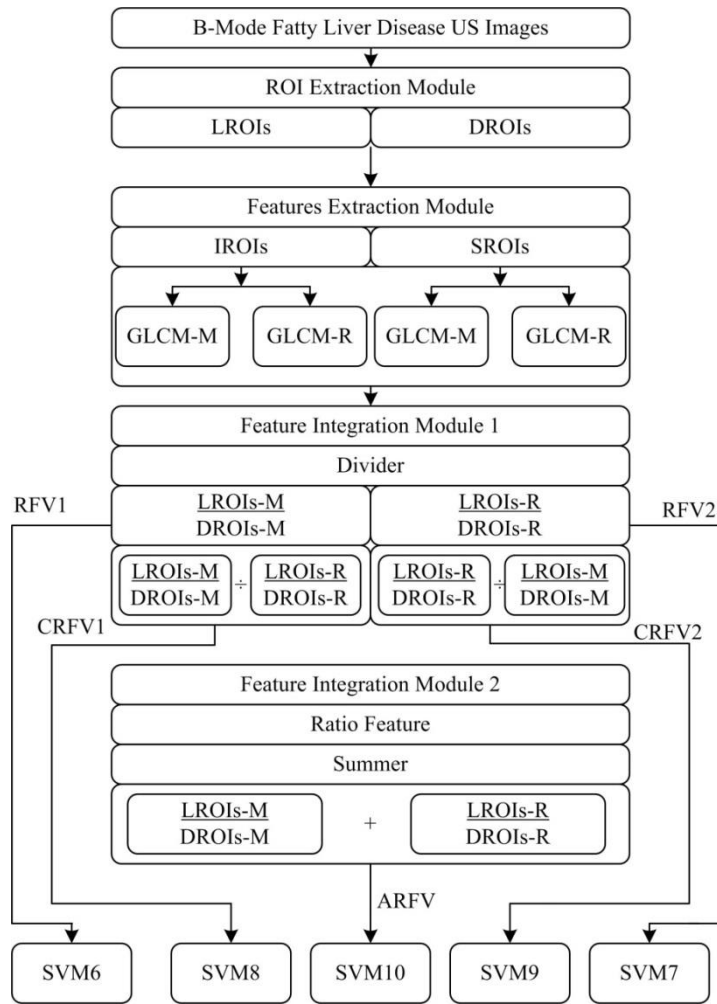 B-Mode Fatty Liver Disease US Images
ROI Extraction Module
LROIs
DROIs
Features Extraction Module
IROIs
SROIs
GLCM-M
GLCM-R
GLCM-M
GLCM-R
Feature Integration Module 1
Divider
RFV1
LROIs-M
DROIs-M
LROIs-R
DROIs-R
RFV2
LROIs-M
DROIs-M
÷
LROIs-R
DROIs-R
LROIs-R
DROIs-R
÷
LROIs-M
DROIs-M
CRFV1
CRFV2
Feature Integration Module 2
Ratio Feature
Summer
LROIs-M
DROIs-M
+
LROIs-R
DROIs-R
ARFV
SVM6
SVM8
SVM10
SVM9
SVM7